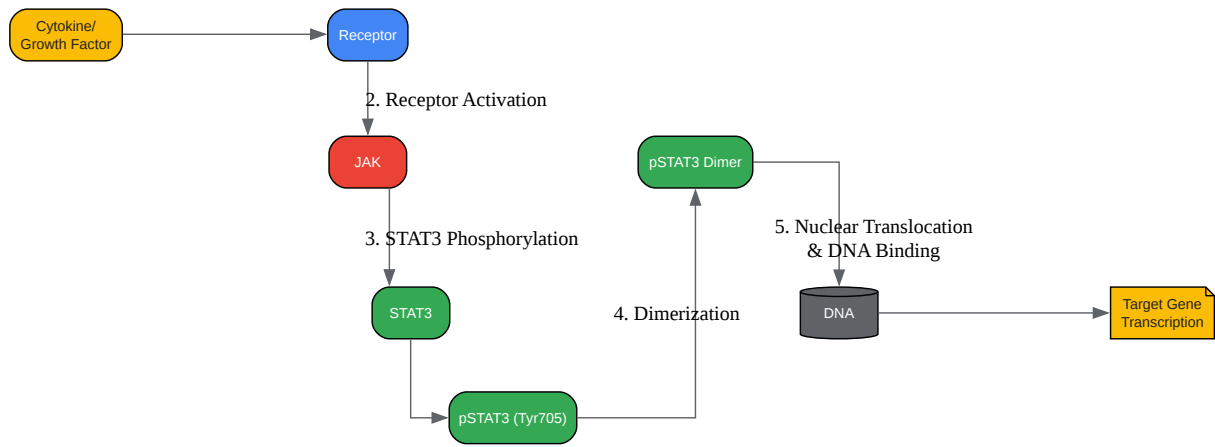 Cytokine/
Growth Factor
Receptor
2. Receptor Activation
JAK
3. STAT3 Phosphorylation
STAT3
pSTAT3 (Tyr705)
4. Dimerization
pSTAT3 Dimer
5. Nuclear Translocation
& DNA Binding
DNA
Target Gene
Transcription